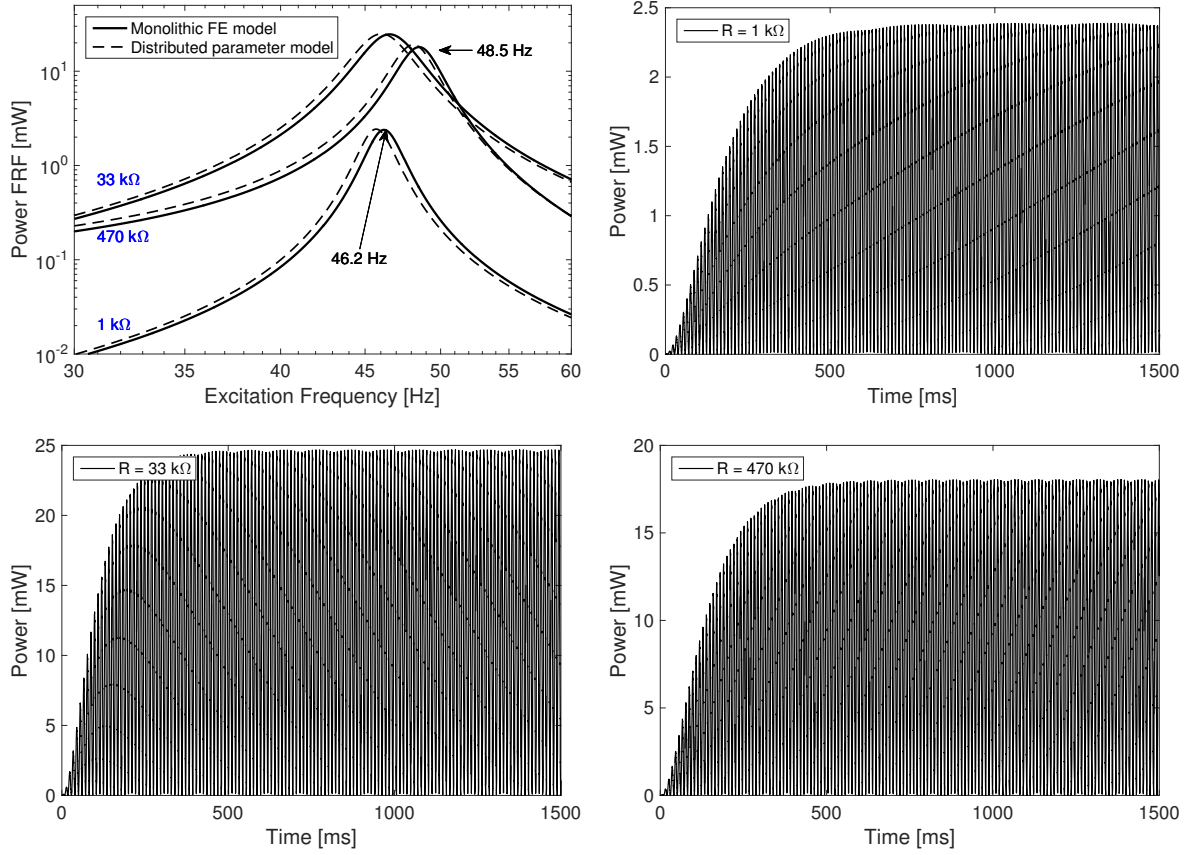 Monolithic FE model
Distributed parameter model
48.5 Hz
33 kΩ
470 kΩ
46.2 Hz
1 kΩ
10^1
10^0
10^-1
10^-2
Power FRF [mW]
30 35 40 45 50 55 60
Excitation Frequency [Hz]
R = 1 kΩ
2.5
2
1.5
1
0.5
0
Power [mW]
0 500 1000 1500
Time [ms]
R = 33 kΩ
25
20
15
10
5
0
Power [mW]
0 500 1000 1500
Time [ms]
R = 470 kΩ
20
15
10
5
0
Power [mW]
0 500 1000 1500
Time [ms]